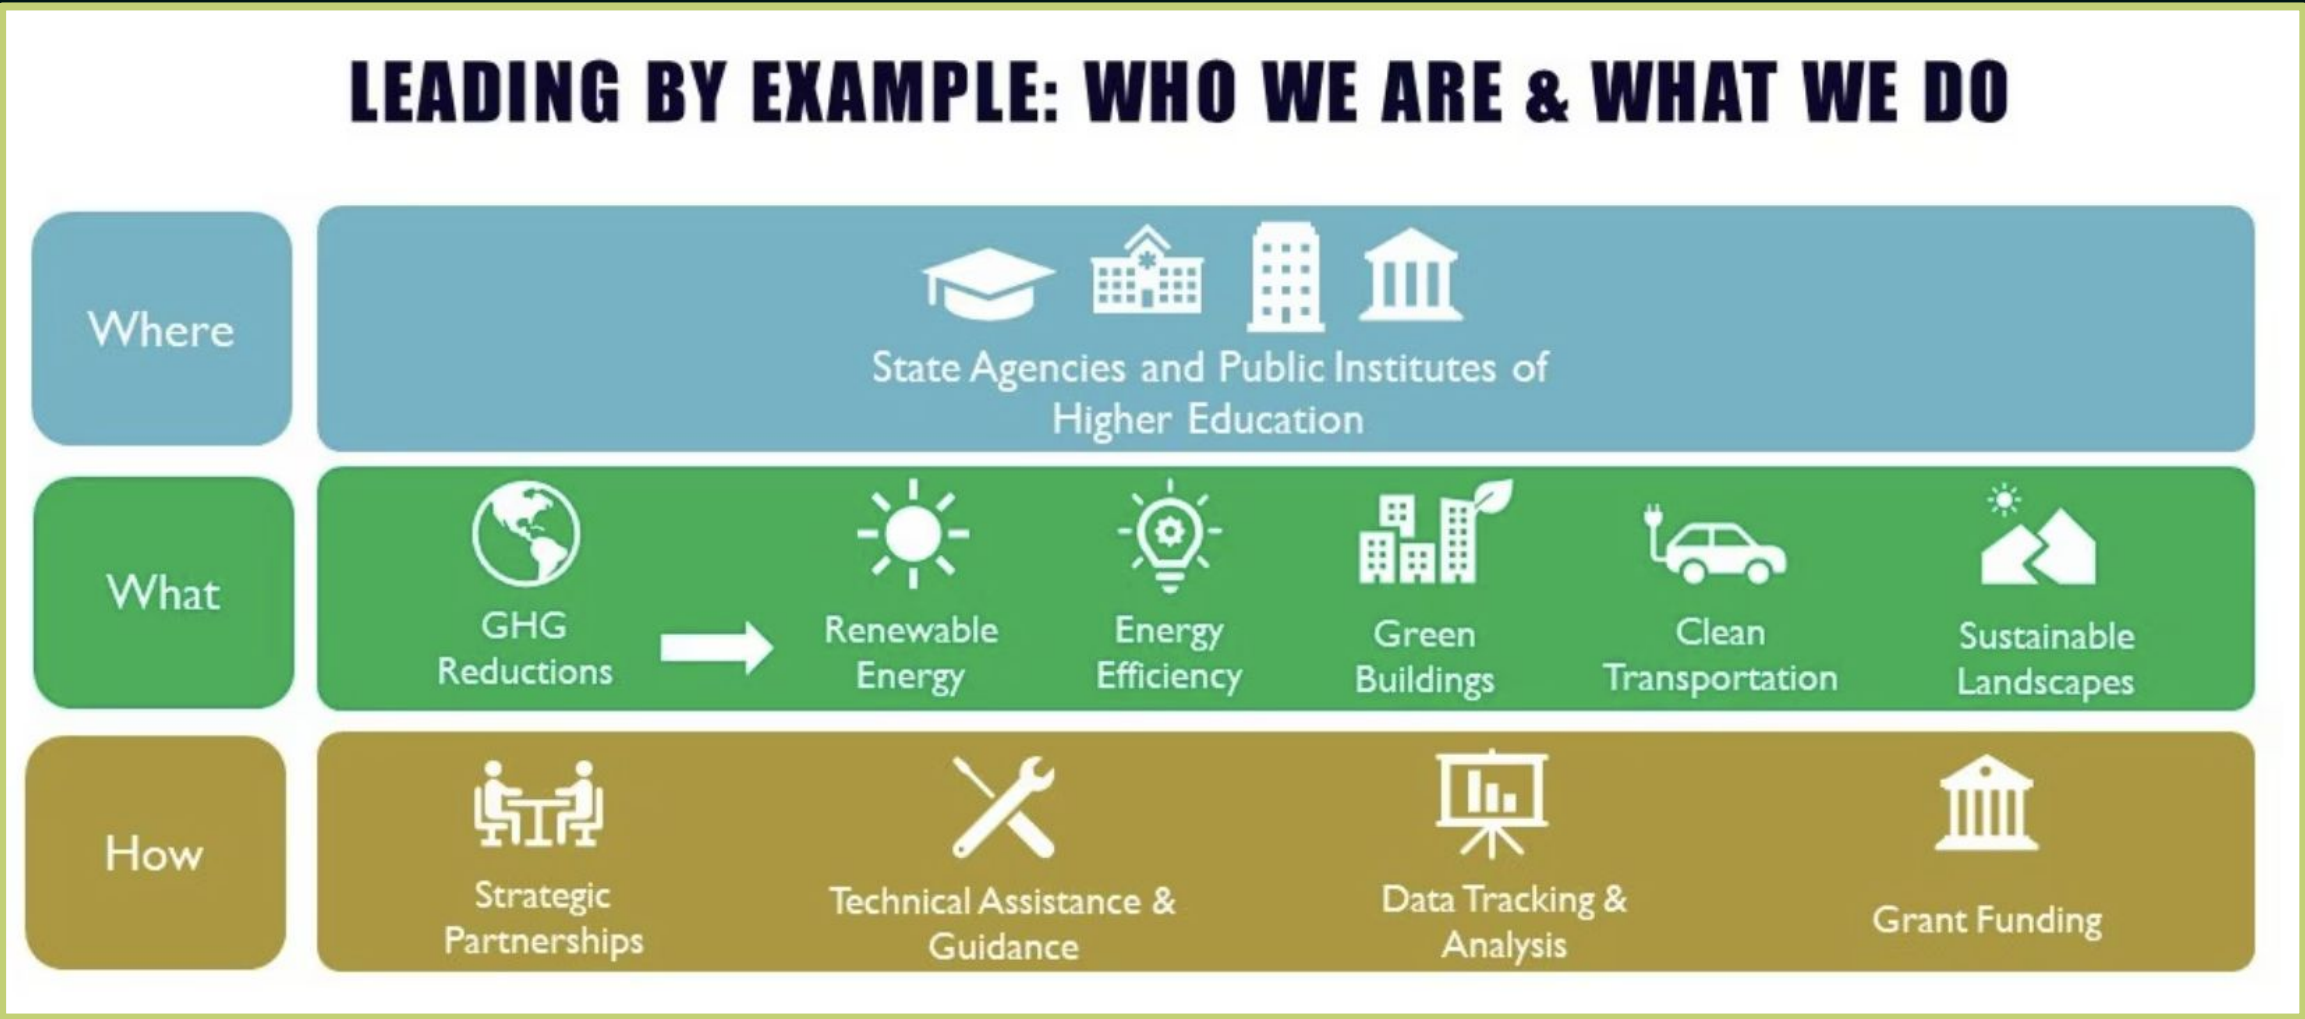 LEADING BY EXAMPLE: WHO WE ARE & WHAT WE DO
Where
State Agencies and Public Institutes of
Higher Education
What
GHG
Reductions
Renewable
Energy
Energy
Efficiency
Green
Buildings
Clean
Transportation
Sustainable
Landscapes
How
Strategic
Partnerships
Technical Assistance &
Guidance
Data Tracking &
Analysis
Grant Funding